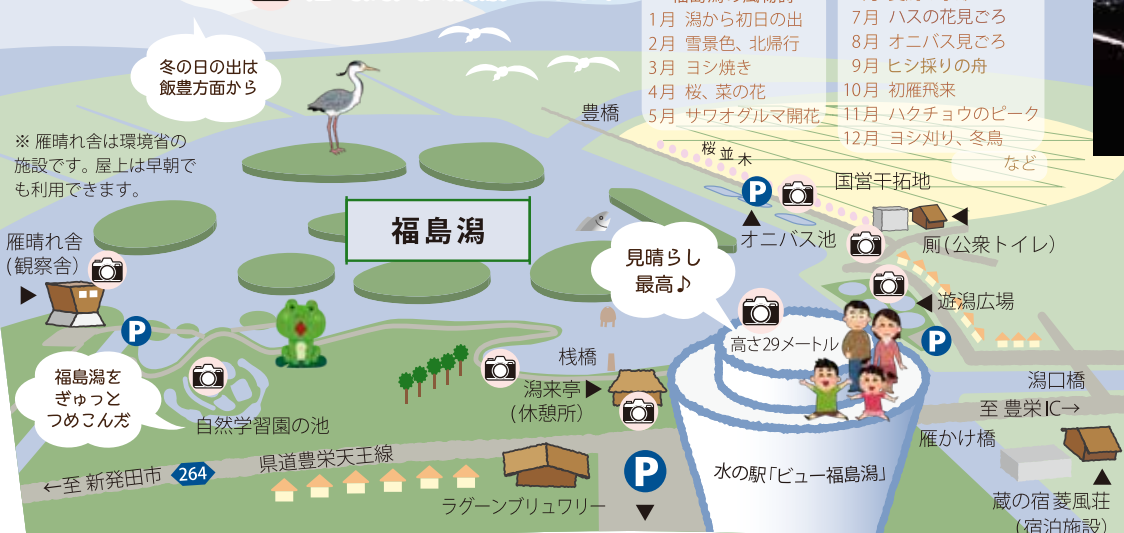 1月 潟から初日の出
2月 雪景色、北帰行
3月 ヨシ焼き
4月 桜、菜の花
5月 サワオグルマ開花
7月 ハスの花見ごろ
8月 オニバス見ごろ
9月 ヒシ採りの舟
10月 初雁飛来
11月 ハクチョウのピーク
12月 ヨシ刈り、冬鳥
など
冬の日の出は
飯豊方面から
※ 雁晴れ舎は環境省の
施設です。屋上は早朝で
も利用できます。
豊橋
桜並木
P
国営干拓地
オニバス池
厠(公衆トイレ)
福島潟
雁晴れ舎
(観察舎)
P
見晴らし
最高♪
遊潟広場
P
高さ29メートル
桟橋
潟来亭
(休憩所)
福島潟を
ぎゅっと
つめこんだ
自然学習園の池
潟口橋
至 豊栄IC→
雁かけ橋
県道豊栄天王線
←至 新発田市 264
P
水の駅「ビュー福島潟」
ラグーンブリュワリー
蔵の宿 菱風荘
(宿泊施設)